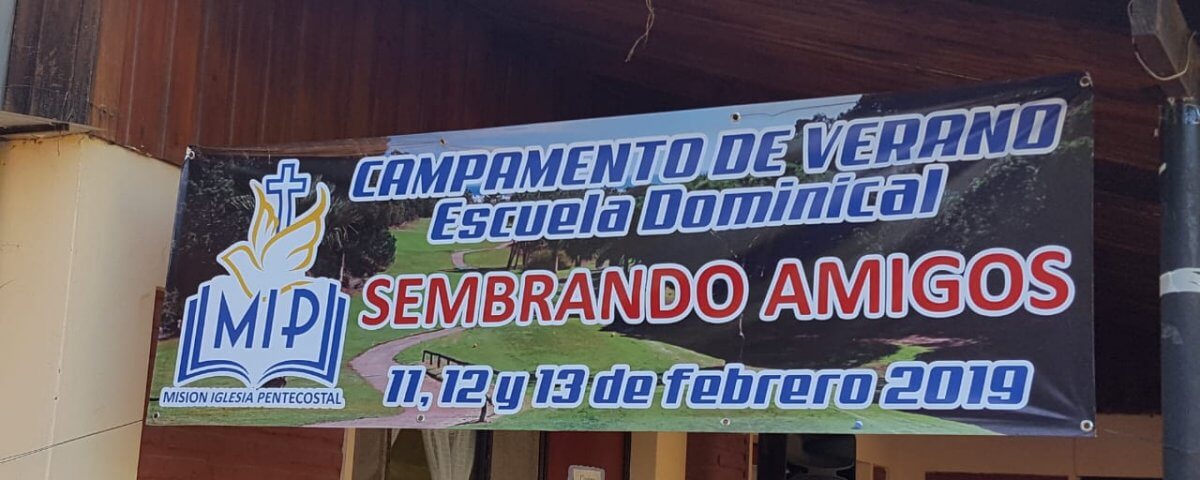 CAMPAMENTO DE VERANO
Escuela Dominical
SEMBRANDO AMIGOS
11, 12 y 13 de febrero 2019
MIP
MISION IGLESIA PENTECOSTAL